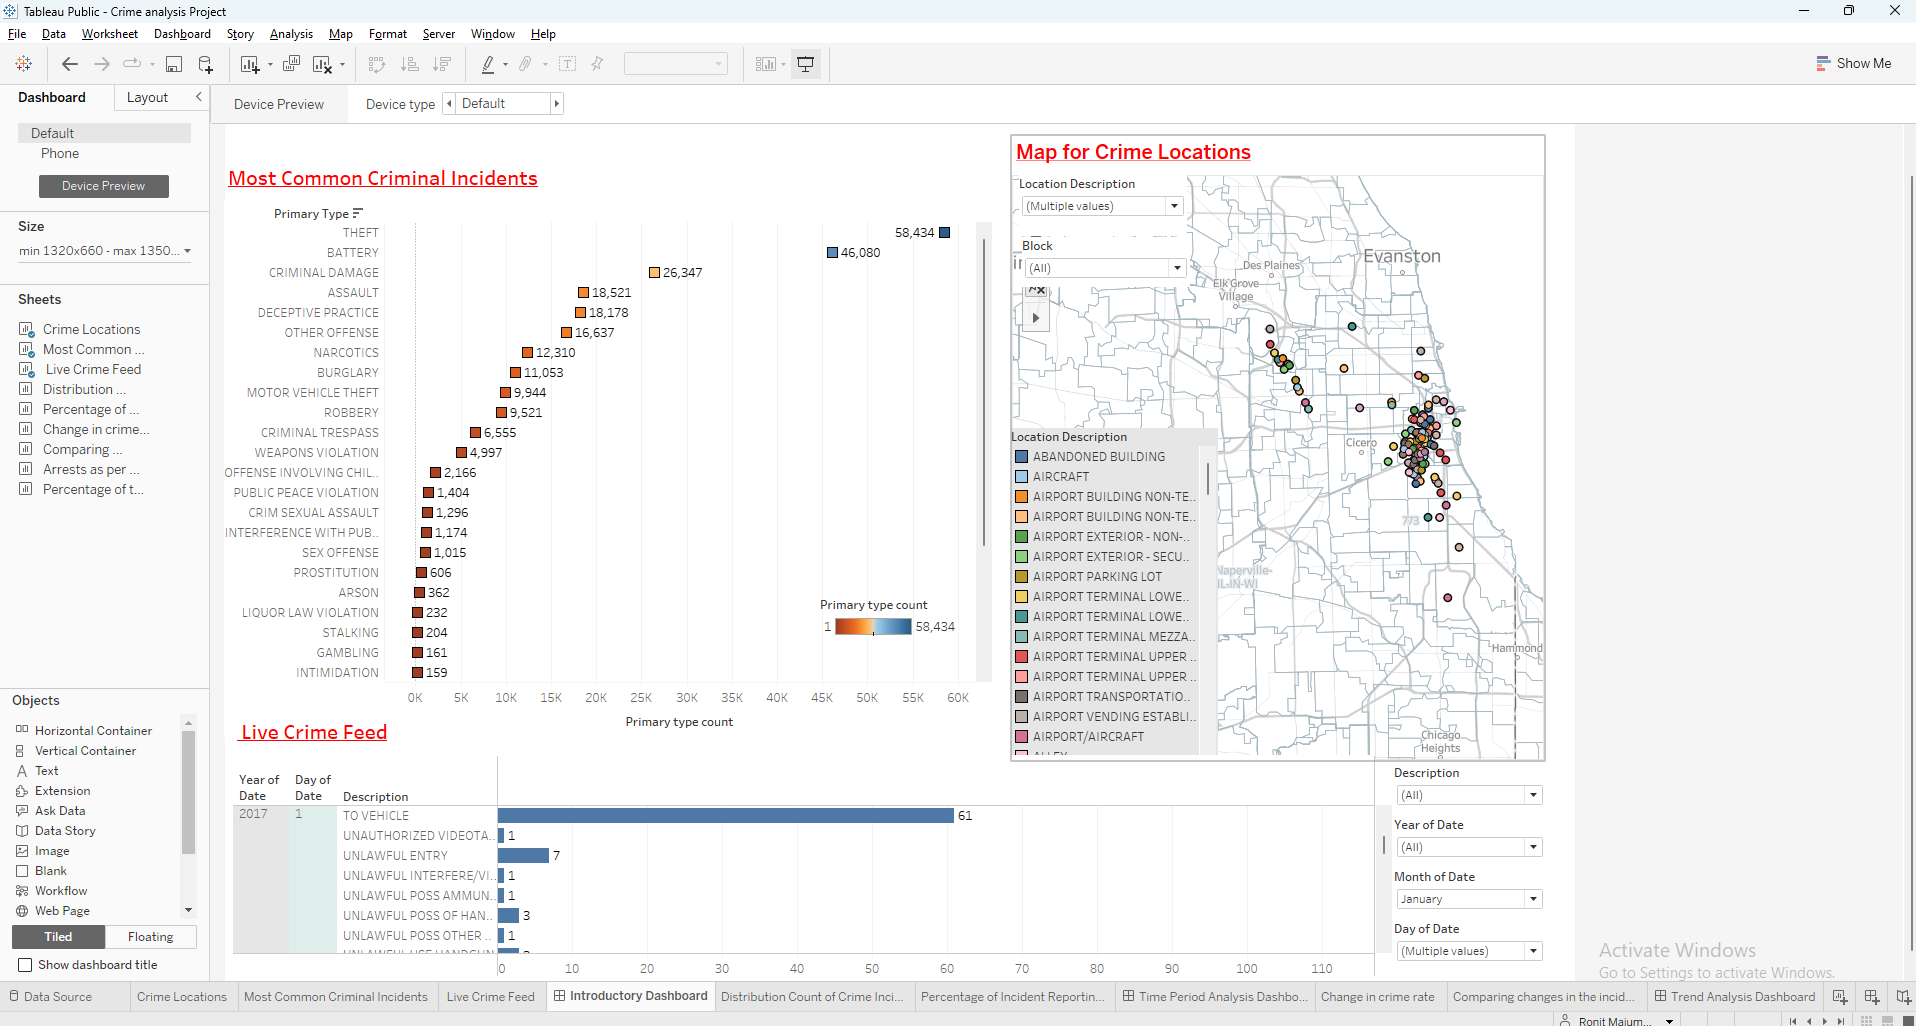 Tableau Public - Crime analysis Project
File Data Worksheet Dashboard Story Analysis Map Format Server Window Help
Show Me
Dashboard
Layout
Device Preview
Device type
Default
Default
Phone
Device Preview
Size
min 1320x660 - max 1350...
Sheets
Crime Locations
Most Common ...
Live Crime Feed
Distribution ...
Percentage of ...
Change in crime...
Comparing ...
Arrests as per ...
Percentage of t...
Objects
Horizontal Container
Vertical Container
Text
Extension
Ask Data
Data Story
Image
Blank
Workflow
Web Page
Tiled
Floating
Show dashboard title
Most Common Criminal Incidents
Primary Type
THEFT 58,434
BATTERY 46,080
CRIMINAL DAMAGE 26,347
ASSAULT 18,521
DECEPTIVE PRACTICE 18,178
OTHER OFFENSE 16,637
NARCOTICS 12,310
BURGLARY 11,053
MOTOR VEHICLE THEFT 9,944
ROBBERY 9,521
CRIMINAL TRESPASS 6,555
WEAPONS VIOLATION 4,997
OFFENSE INVOLVING CHIL.. 2,166
PUBLIC PEACE VIOLATION 1,404
CRIM SEXUAL ASSAULT 1,296
INTERFERENCE WITH PUB.. 1,174
SEX OFFENSE 1,015
PROSTITUTION 606
ARSON 362
LIQUOR LAW VIOLATION 232
STALKING 204
GAMBLING 161
INTIMIDATION 159
0K 5K 10K 15K 20K 25K 30K 35K 40K 45K 50K 55K 60K
Primary type count
Primary type count
1 58,434
Map for Crime Locations
Location Description
(Multiple values)
Block
(All)
Evanston
Des Plaines
Elk Grove
Village
Cicero
773
Naperville-
IL-IN-WI
Hammond
Chicago
Heights
Location Description
ABANDONED BUILDING
AIRCRAFT
AIRPORT BUILDING NON-TE..
AIRPORT BUILDING NON-TE..
AIRPORT EXTERIOR - NON-..
AIRPORT EXTERIOR - SECU..
AIRPORT PARKING LOT
AIRPORT TERMINAL LOWE..
AIRPORT TERMINAL LOWE..
AIRPORT TERMINAL MEZZA..
AIRPORT TERMINAL UPPER ..
AIRPORT TERMINAL UPPER ..
AIRPORT TRANSPORTATIO..
AIRPORT VENDING ESTABLI..
AIRPORT/AIRCRAFT
ALLEY
Live Crime Feed
Year of Date
Day of Date
Description
2017 1 TO VEHICLE 61
UNAUTHORIZED VIDEOTA.. 1
UNLAWFUL ENTRY 7
UNLAWFUL INTERFERE/VI.. 1
UNLAWFUL POSS AMMUN.. 1
UNLAWFUL POSS OF HAN.. 3
UNLAWFUL POSS OTHER .. 1
UNLAWFUL USE HANDGUN
0 10 20 30 40 50 60 70 80 90 100 110
Description
(All)
Year of Date
(All)
Month of Date
January
Day of Date
(Multiple values)
Activate Windows
Go to Settings to activate Windows.
Data Source
Crime Locations
Most Common Criminal Incidents
Live Crime Feed
Introductory Dashboard
Distribution Count of Crime Inci...
Percentage of Incident Reportin...
Time Period Analysis Dashbo...
Change in crime rate
Comparing changes in the incid...
Trend Analysis Dashboard
Ronit Majum...